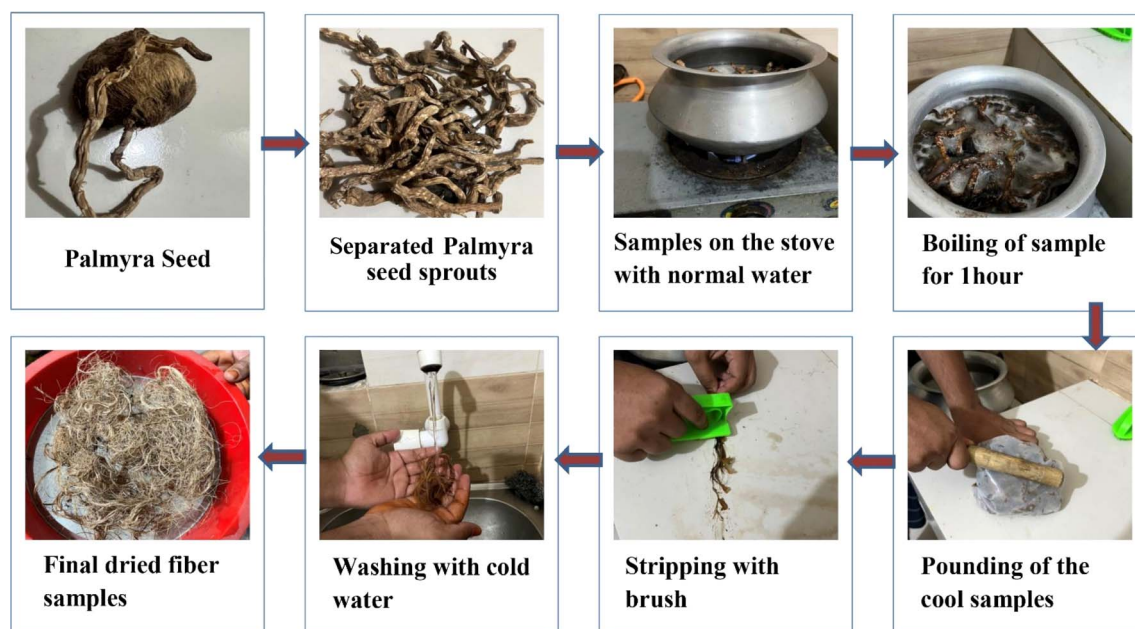 Palmyra Seed
Separated Palmyra
seed sprouts
Samples on the stove
with normal water
Boiling of sample
for 1hour
Pounding of the
cool samples
Stripping with
brush
Washing with cold
water
Final dried fiber
samples